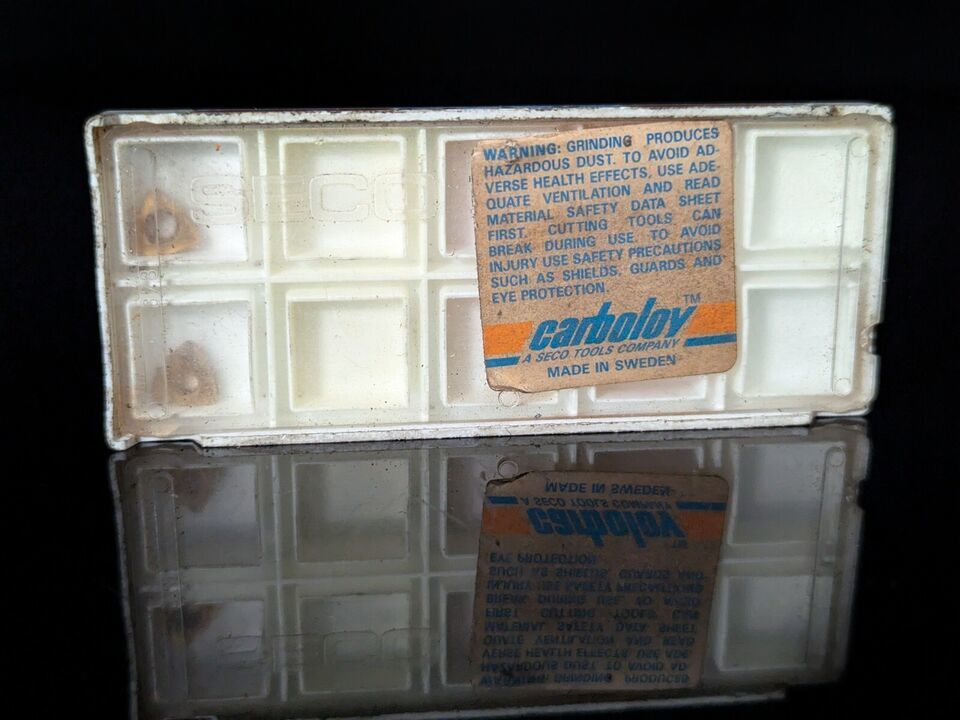 SECO
WARNING: GRINDING PRODUCES
HAZARDOUS DUST. TO AVOID AD-
VERSE HEALTH EFFECTS, USE ADE-
QUATE VENTILATION AND READ
MATERIAL SAFETY DATA SHEET
FIRST. CUTTING TOOLS CAN
BREAK DURING USE. TO AVOID
INJURY USE SAFETY PRECAUTIONS
SUCH AS SHIELDS, GUARDS AND
EYE PROTECTION.
carboloy™
A SECO TOOLS COMPANY
MADE IN SWEDEN